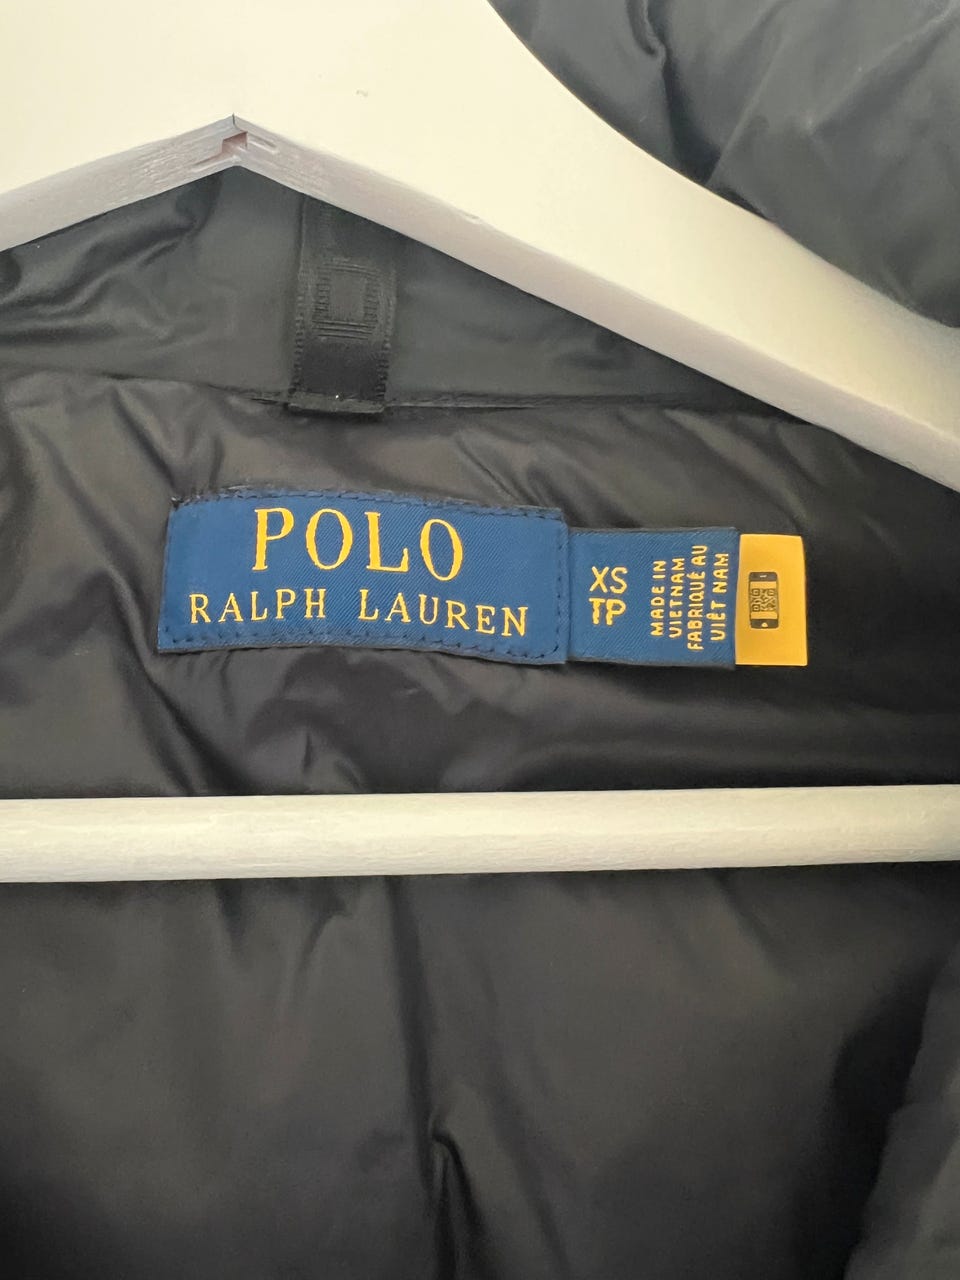 POLO
RALPH LAUREN
XS
TP
MADE IN
VIETNAM
FABRIQUÉ AU
VIÊT NAM